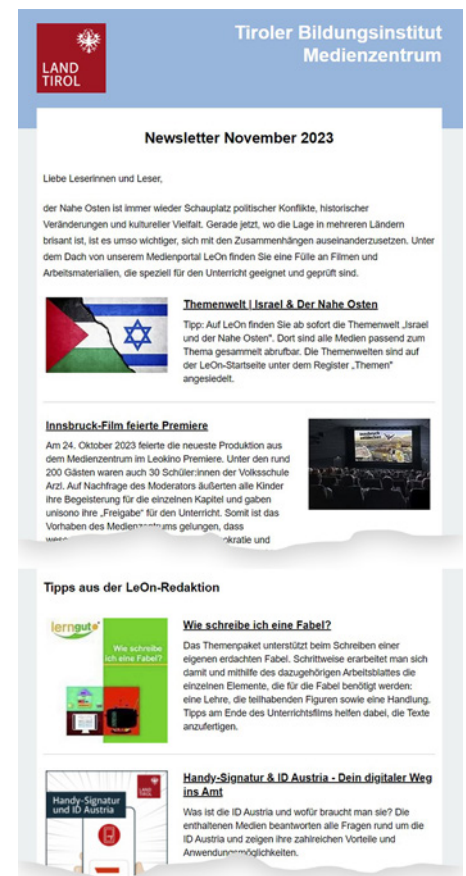 Tiroler Bildungsinstitut
Medienzentrum
LAND
TIROL
Newsletter November 2023
Liebe Leserinnen und Leser,
der Nahe Osten ist immer wieder Schauplatz politischer Konflikte, historischer
Veränderungen und kultureller Vielfalt. Gerade jetzt, wo die Lage in mehreren Ländern
brisant ist, ist es umso wichtiger, sich mit den Zusammenhängen auseinanderzusetzen. Unter
dem Dach von unserem Medienportal LeOn finden Sie eine Fülle an Filmen und
Arbeitsmaterialien, die speziell für den Unterricht geeignet und geprüft sind.
Themenwelt | Israel & Der Nahe Osten
Tipp: Auf LeOn finden Sie ab sofort die Themenwelt „Israel
und der Nahe Osten“. Dort sind alle Medien passend zum
Thema gesammelt abrufbar. Die Themenwelten sind auf
der LeOn-Startseite unter dem Register „Themen“
angesiedelt.
Innsbruck-Film feierte Premiere
Am 24. Oktober 2023 feierte die neueste Produktion aus
dem Medienzentrum im Leokino Premiere. Unter den rund
200 Gästen waren auch 30 Schüler:innen der Volksschule
Arzl. Auf Nachfrage des Moderators äußerten alle Kinder
ihre Begeisterung für die einzelnen Kapitel und gaben
unisono ihre „Freigabe“ für den Unterricht. Somit ist das
Vorhaben des Medienzentrums gelungen, dass
Tipps aus der LeOn-Redaktion
lerngut
Wie schreibe
ich eine Fabel?
Wie schreibe ich eine Fabel?
Das Themenpaket unterstützt beim Schreiben einer
eigenen erdachten Fabel. Schrittweise erarbeitet man sich
damit und mithilfe des dazugehörigen Arbeitsblattes die
einzelnen Elemente, die für die Fabel benötigt werden:
eine Lehre, die teilhabenden Figuren sowie eine Handlung.
Tipps am Ende des Unterrichtsfilms helfen dabei, die Texte
anzufertigen.
Handy-Signatur
und ID Austria
Handy-Signatur & ID Austria - Dein digitaler Weg
ins Amt
Was ist die ID Austria und wofür braucht man sie? Die
enthaltenen Medien beantworten alle Fragen rund um die
ID Austria und zeigen ihre zahlreichen Vorteile und
Anwendungsmöglichkeiten.